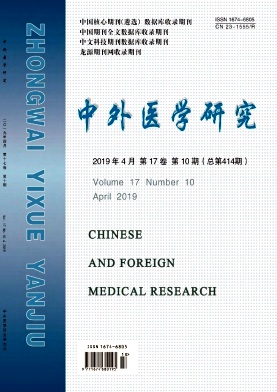 中国核心期刊(遴选)数据库收录期刊
中国期刊全文数据库收录期刊
中文科技期刊数据库收录期刊
龙源期刊网收录期刊
ISSN 1674-6805
CN 23-1555/R
ZHONGWAI YIXUE YANJIU
中外医学研究
2019年4月 第17卷 第10期(总第414期)
Volume 17 Number 10
April 2019
CHINESE
AND FOREIGN
MEDICAL RESEARCH
ISSN 1674-6805